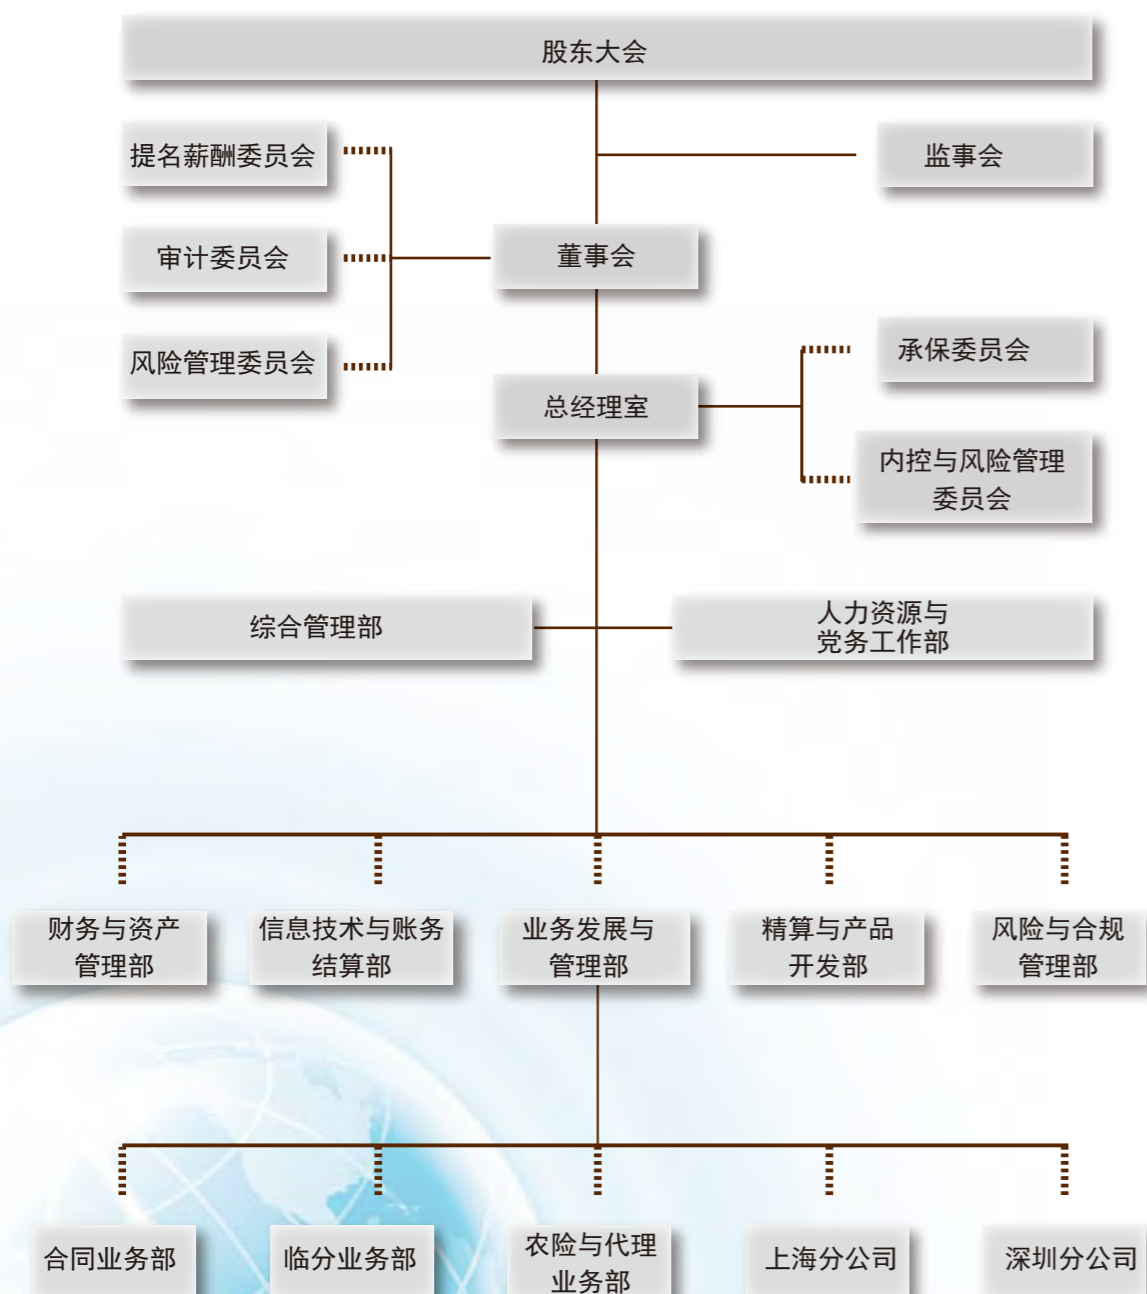 股东大会
提名薪酬委员会
监事会
审计委员会
董事会
风险管理委员会
承保委员会
总经理室
内控与风险管理
委员会
综合管理部
人力资源与
党务工作部
财务与资产
管理部
信息技术与账务
结算部
业务发展与
管理部
精算与产品
开发部
风险与合规
管理部
合同业务部
临分业务部
农险与代理
业务部
上海分公司
深圳分公司